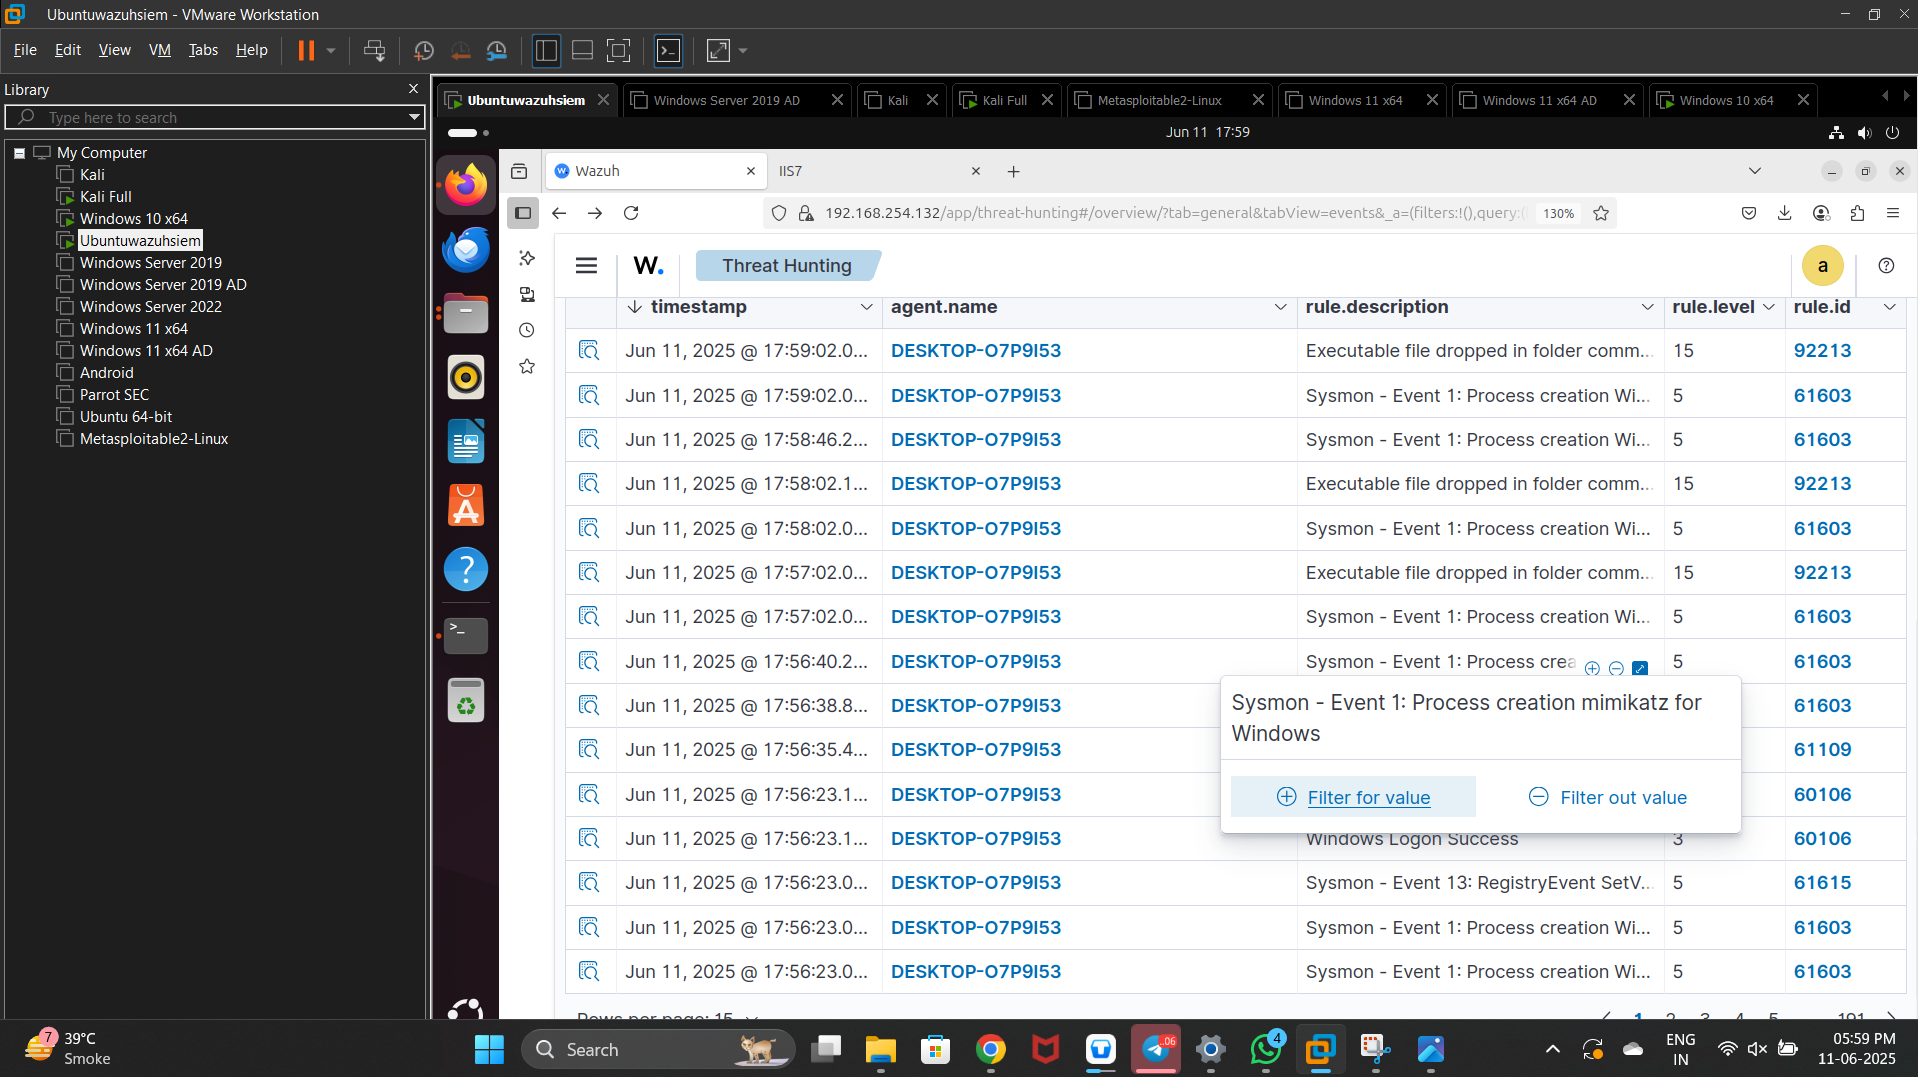 Ubuntuwazuhsiem - VMware Workstation
File Edit View VM Tabs Help
Library
Type here to search
My Computer
Kali
Kali Full
Windows 10 x64
Ubuntuwazuhsiem
Windows Server 2019
Windows Server 2019 AD
Windows Server 2022
Windows 11 x64
Windows 11 x64 AD
Android
Parrot SEC
Ubuntu 64-bit
Metasploitable2-Linux
Ubuntuwazuhsiem Windows Server 2019 AD Kali Kali Full Metasploitable2-Linux Windows 11 x64 Windows 11 x64 AD Windows 10 x64
Jun 11 17:59
Wazuh IIS7
192.168.254.132/app/threat-hunting#/overview/?tab=general&tabView=events&_a=(filters:!(),query:( 130%
W. Threat Hunting a
timestamp agent.name rule.description rule.level rule.id
Jun 11, 2025 @ 17:59:02.0... DESKTOP-O7P9I53 Executable file dropped in folder comm... 15 92213
Jun 11, 2025 @ 17:59:02.0... DESKTOP-O7P9I53 Sysmon - Event 1: Process creation Wi... 5 61603
Jun 11, 2025 @ 17:58:46.2... DESKTOP-O7P9I53 Sysmon - Event 1: Process creation Wi... 5 61603
Jun 11, 2025 @ 17:58:02.1... DESKTOP-O7P9I53 Executable file dropped in folder comm... 15 92213
Jun 11, 2025 @ 17:58:02.0... DESKTOP-O7P9I53 Sysmon - Event 1: Process creation Wi... 5 61603
Jun 11, 2025 @ 17:57:02.0... DESKTOP-O7P9I53 Executable file dropped in folder comm... 15 92213
Jun 11, 2025 @ 17:57:02.0... DESKTOP-O7P9I53 Sysmon - Event 1: Process creation Wi... 5 61603
Jun 11, 2025 @ 17:56:40.2... DESKTOP-O7P9I53 Sysmon - Event 1: Process crea 5 61603
Jun 11, 2025 @ 17:56:38.8... DESKTOP-O7P9I53 61603
Jun 11, 2025 @ 17:56:35.4... DESKTOP-O7P9I53 61109
Jun 11, 2025 @ 17:56:23.1... DESKTOP-O7P9I53 60106
Jun 11, 2025 @ 17:56:23.1... DESKTOP-O7P9I53 Windows Logon Success 3 60106
Jun 11, 2025 @ 17:56:23.0... DESKTOP-O7P9I53 Sysmon - Event 13: RegistryEvent SetV... 5 61615
Jun 11, 2025 @ 17:56:23.0... DESKTOP-O7P9I53 Sysmon - Event 1: Process creation Wi... 5 61603
Jun 11, 2025 @ 17:56:23.0... DESKTOP-O7P9I53 Sysmon - Event 1: Process creation Wi... 5 61603
Sysmon - Event 1: Process creation mimikatz for
Windows
Filter for value Filter out value
Rows per page: 15 1 2 3 4 5 ... 191
7
39°C
Smoke
Search
.06
4
ENG
IN
05:59 PM
11-06-2025